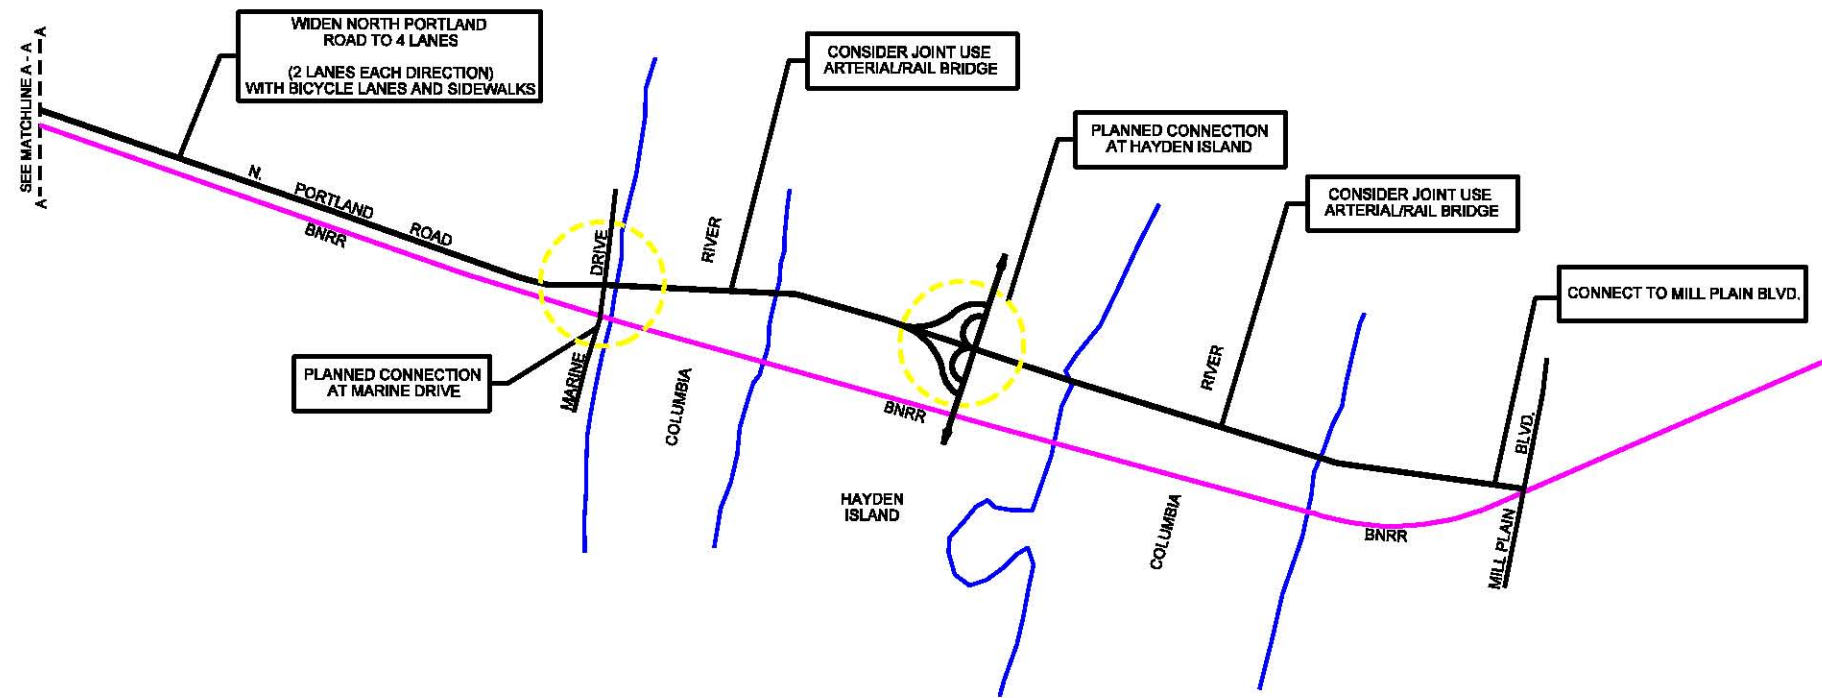 SEE MATCHLINE A - A
A
A
WIDEN NORTH PORTLAND
ROAD TO 4 LANES
(2 LANES EACH DIRECTION)
WITH BICYCLE LANES AND SIDEWALKS
CONSIDER JOINT USE
ARTERIAL/RAIL BRIDGE
PLANNED CONNECTION
AT HAYDEN ISLAND
CONSIDER JOINT USE
ARTERIAL/RAIL BRIDGE
CONNECT TO MILL PLAIN BLVD.
N. PORTLAND ROAD
BNRR
MARINE DRIVE
PLANNED CONNECTION
AT MARINE DRIVE
COLUMBIA RIVER
BNRR
HAYDEN
ISLAND
COLUMBIA RIVER
BNRR
MILL PLAIN BLVD.